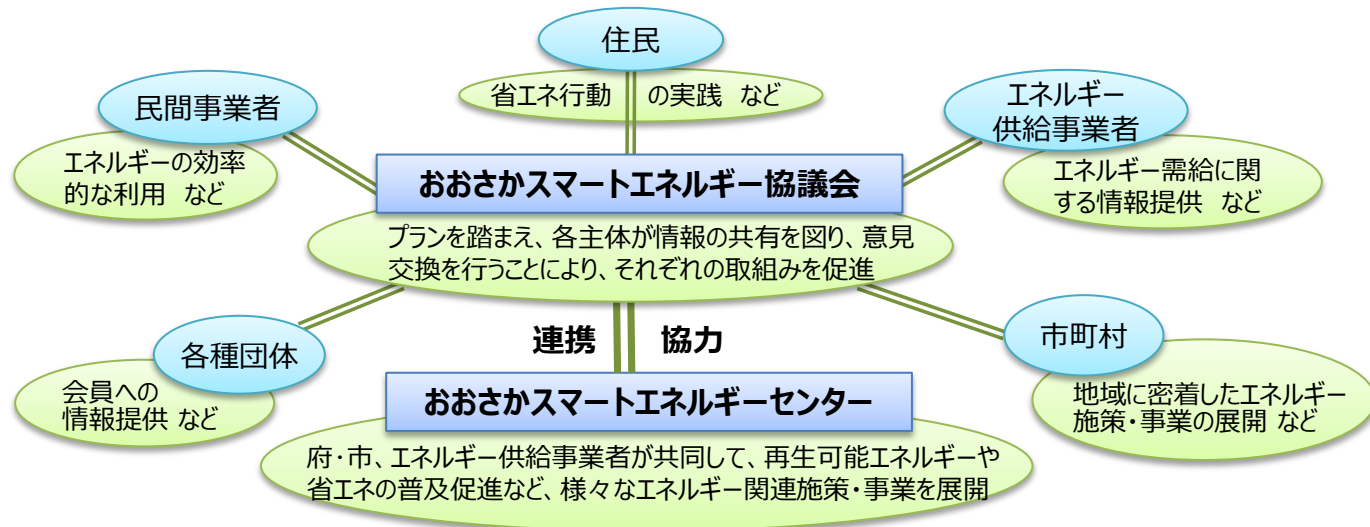 住民
省エネ行動 の実践 など
民間事業者
エネルギーの効率
的な利用 など
エネルギー
供給事業者
エネルギー需給に関
する情報提供 など
おおさかスマートエネルギー協議会
プランを踏まえ、各主体が情報の共有を図り、意見
交換を行うことにより、それぞれの取組みを促進
各種団体
会員への
情報提供 など
連携 協力
市町村
地域に密着したエネルギー
施策・事業の展開 など
おおさかスマートエネルギーセンター
府・市、エネルギー供給事業者が共同して、再生可能エネルギーや
省エネの普及促進など、様々なエネルギー関連施策・事業を展開